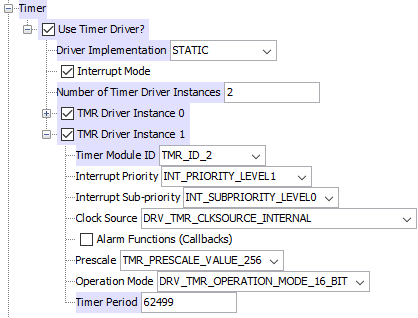 Timer
Use Timer Driver?
Driver Implementation STATIC
Interrupt Mode
Number of Timer Driver Instances 2
TMR Driver Instance 0
TMR Driver Instance 1
Timer Module ID TMR_ID_2
Interrupt Priority INT_PRIORITY_LEVEL1
Interrupt Sub-priority INT_SUBPRIORITY_LEVEL0
Clock Source DRV_TMR_CLKSOURCE_INTERNAL
Alarm Functions (Callbacks)
Prescale TMR_PRESCALE_VALUE_256
Operation Mode DRV_TMR_OPERATION_MODE_16_BIT
Timer Period 62499